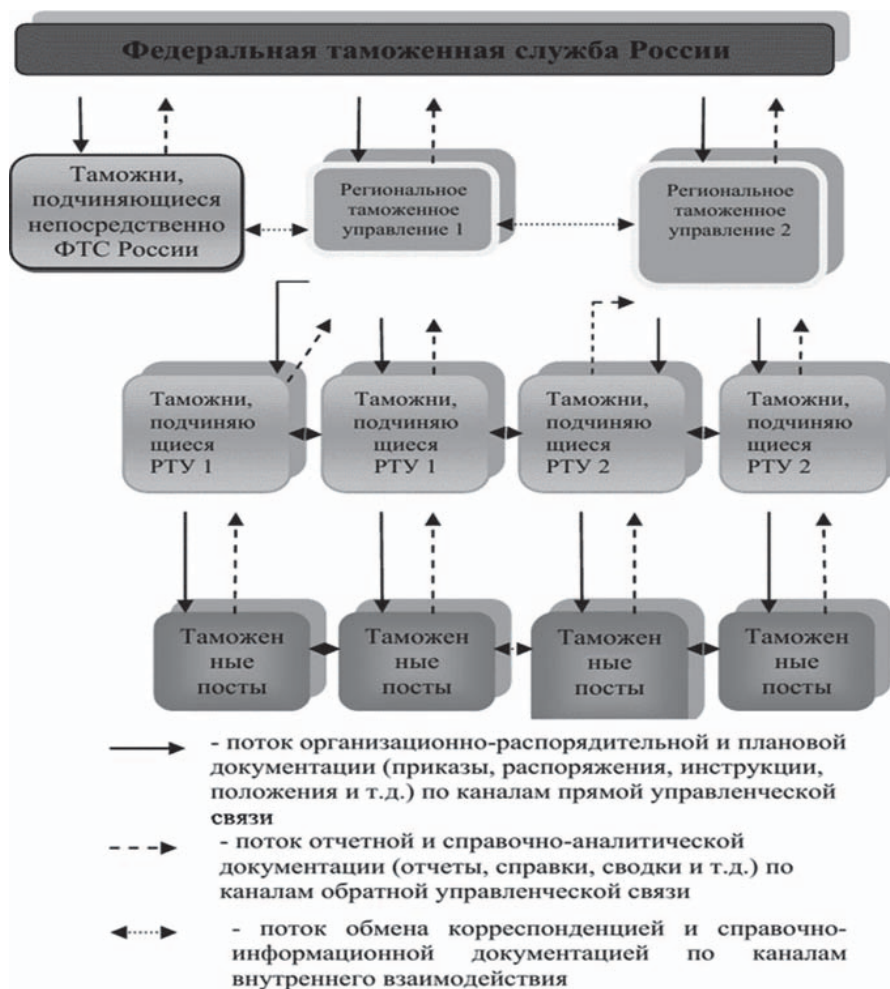 Федеральная таможенная служба России
Таможни,
подчиняющиеся
непосредственно
ФТС России
Региональное
таможенное
управление 1
Региональное
таможенное
управление 2
Таможни,
подчиняю
щиеся
РТУ 1
Таможни,
подчиняю
щиеся
РТУ 1
Таможни,
подчиняю
щиеся
РТУ 2
Таможни,
подчиняю
щиеся
РТУ 2
Таможен
ные
посты
Таможен
ные
посты
Таможен
ные
посты
Таможен
ные
посты
- поток организационно-распорядительной и плановой
документации (приказы, распоряжения, инструкции,
положения и т.д.) по каналам прямой управленческой
связи
- поток отчетной и справочно-аналитической
документации (отчеты, справки, сводки и т.д.) по
каналам обратной управленческой связи
- поток обмена корреспонденцией и справочно-
информационной документацией по каналам
внутреннего взаимодействия